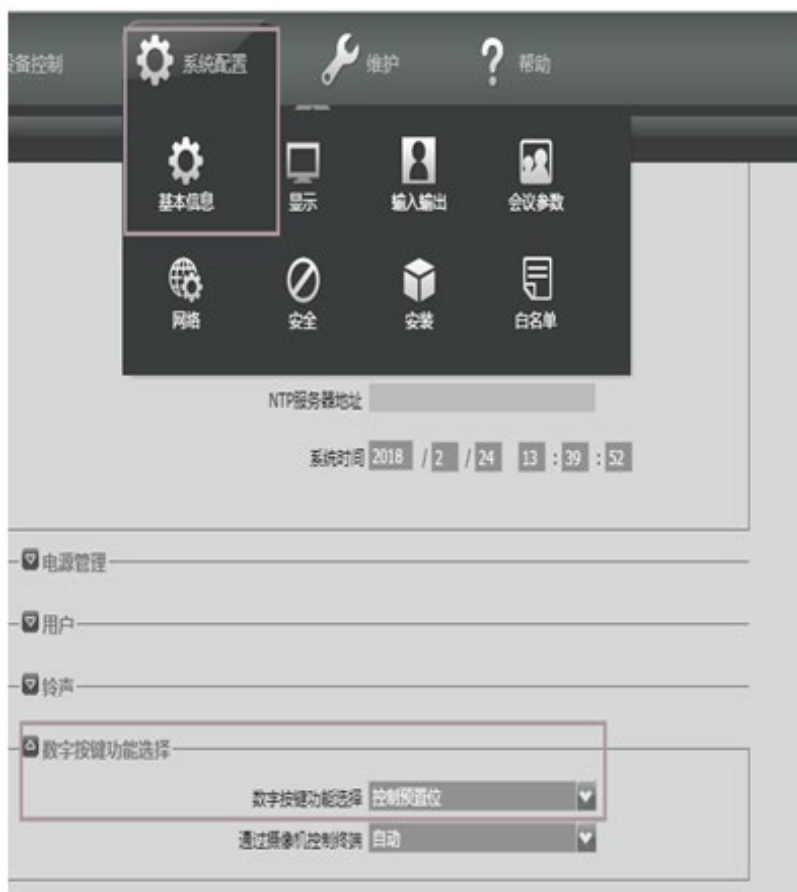 设备控制 系统配置 维护 帮助
基本信息 显示 输入输出 会议参数
网络 安全 安装 白名单
NTP服务器地址
系统时间 2018 / 2 / 24 13 : 39 : 52
电源管理
用户
铃声
数字按键功能选择
数字按键功能选择 控制预置位
通过摄像机控制终端 自动